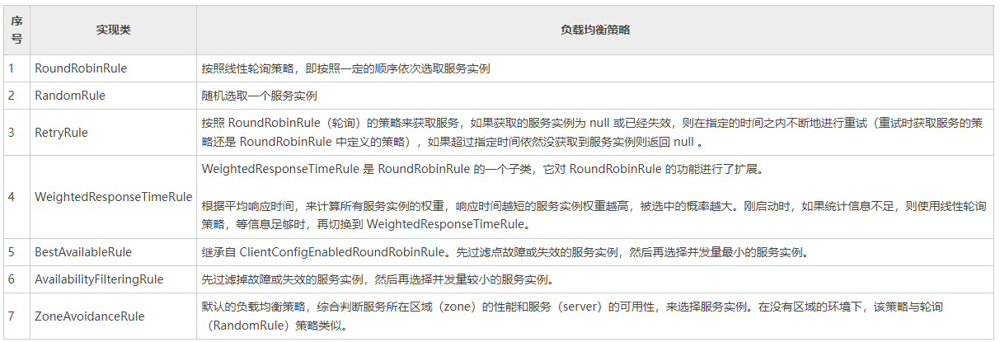 序号 实现类 负载均衡策略
1 RoundRobinRule 按照线性轮询策略，即按照一定的顺序依次选取服务实例
2 RandomRule 随机选取一个服务实例
3 RetryRule 按照 RoundRobinRule（轮询）的策略来获取服务，如果获取的服务实例为 null 或已经失效，则在指定的时间之内不断地进行重试（重试时获取服务的策
略还是 RoundRobinRule 中定义的策略），如果超过指定时间依然没获取到服务实例则返回 null 。
4 WeightedResponseTimeRule WeightedResponseTimeRule 是 RoundRobinRule 的一个子类，它对 RoundRobinRule 的功能进行了扩展。
根据平均响应时间，来计算所有服务实例的权重，响应时间越短的服务实例权重越高，被选中的概率越大。刚启动时，如果统计信息不足，则使用线性轮询
策略，等信息足够时，再切换到 WeightedResponseTimeRule。
5 BestAvailableRule 继承自 ClientConfigEnabledRoundRobinRule。先过滤点故障或失效的服务实例，然后再选择并发量最小的服务实例。
6 AvailabilityFilteringRule 先过滤掉故障或失效的服务实例，然后再选择并发量较小的服务实例。
7 ZoneAvoidanceRule 默认的负载均衡策略，综合判断服务所在区域（zone）的性能和服务（server）的可用性，来选择服务实例。在没有区域的环境下，该策略与轮询
（RandomRule）策略类似。